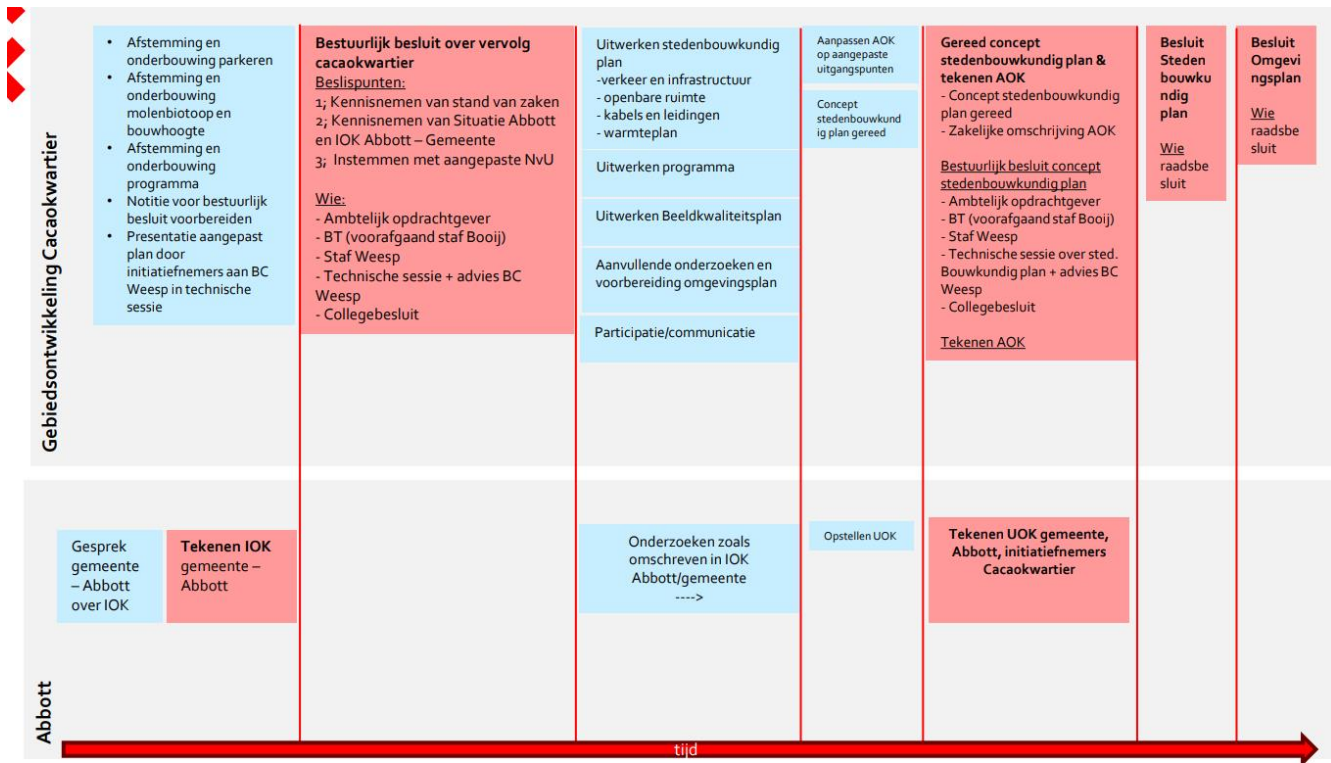 Gebiedsontwikkeling Cacaokwartier
• Afstemming en
onderbouwing parkeren
• Afstemming en
onderbouwing
molenbiotoop en
bouwhoogte
• Afstemming en
onderbouwing
programma
• Notitie voor bestuurlijk
besluit voorbereiden
• Presentatie aangepast
plan door
initiatiefnemers aan BC
Weesp in technische
sessie
Bestuurlijk besluit over vervolg
cacaokwartier
Beslispunten:
1; Kennisnemen van stand van zaken
2; Kennisnemen van Situatie Abbott
en IOK Abbott – Gemeente
3; Instemmen met aangepaste NvU
Wie:
- Ambtelijk opdrachtgever
- BT (voorafgaand staf Booij)
- Staf Weesp
- Technische sessie + advies BC
Weesp
- Collegebesluit
Uitwerken stedenbouwkundig
plan
-verkeer en infrastructuur
- openbare ruimte
- kabels en leidingen
- warmteplan
Uitwerken programma
Uitwerken Beeldkwaliteitsplan
Aanvullende onderzoeken en
voorbereiding omgevingsplan
Participatie/communicatie
Aanpassen AOK
op aangepaste
uitgangspunten
Concept
stedenbouwkund
ig plan gereed
Gereed concept
stedenbouwkundig plan &
tekenen AOK
- Concept stedenbouwkundig
plan gereed
- Zakelijke omschrijving AOK
Bestuurlijk besluit concept
stedenbouwkundig plan
- Ambtelijk opdrachtgever
- BT (voorafgaand staf Booij)
- Staf Weesp
- Technische sessie over sted.
Bouwkundig plan + advies BC
Weesp
- Collegebesluit
Tekenen AOK
Besluit
Steden
bouwku
ndig
plan
Wie
raadsbe
sluit
Besluit
Omgevi
ngsplan
Wie
raadsbe
sluit
Abbott
Gesprek
gemeente
– Abbott
over IOK
Tekenen IOK
gemeente –
Abbott
Onderzoeken zoals
omschreven in IOK
Abbott/gemeente
---->
Opstellen UOK
Tekenen UOK gemeente,
Abbott, initiatiefnemers
Cacaokwartier
tijd